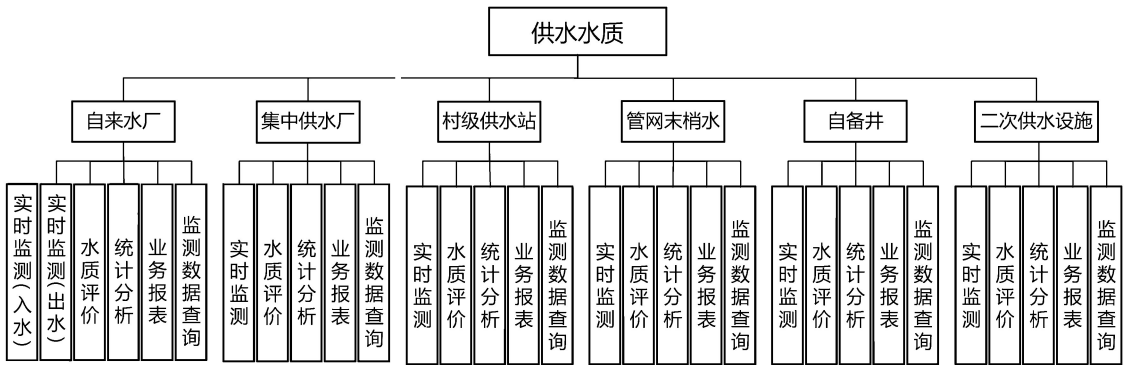 供水水质
自来水厂
集中供水厂
村级供水站
管网末梢水
自备井
二次供水设施
实时监测(入水)
实时监测(出水)
水质评价
统计分析
业务报表
监测数据查询
实时监测
水质评价
统计分析
业务报表
监测数据查询
实时监测
水质评价
统计分析
业务报表
监测数据查询
实时监测
水质评价
统计分析
业务报表
监测数据查询
实时监测
水质评价
统计分析
业务报表
监测数据查询
实时监测
水质评价
统计分析
业务报表
监测数据查询